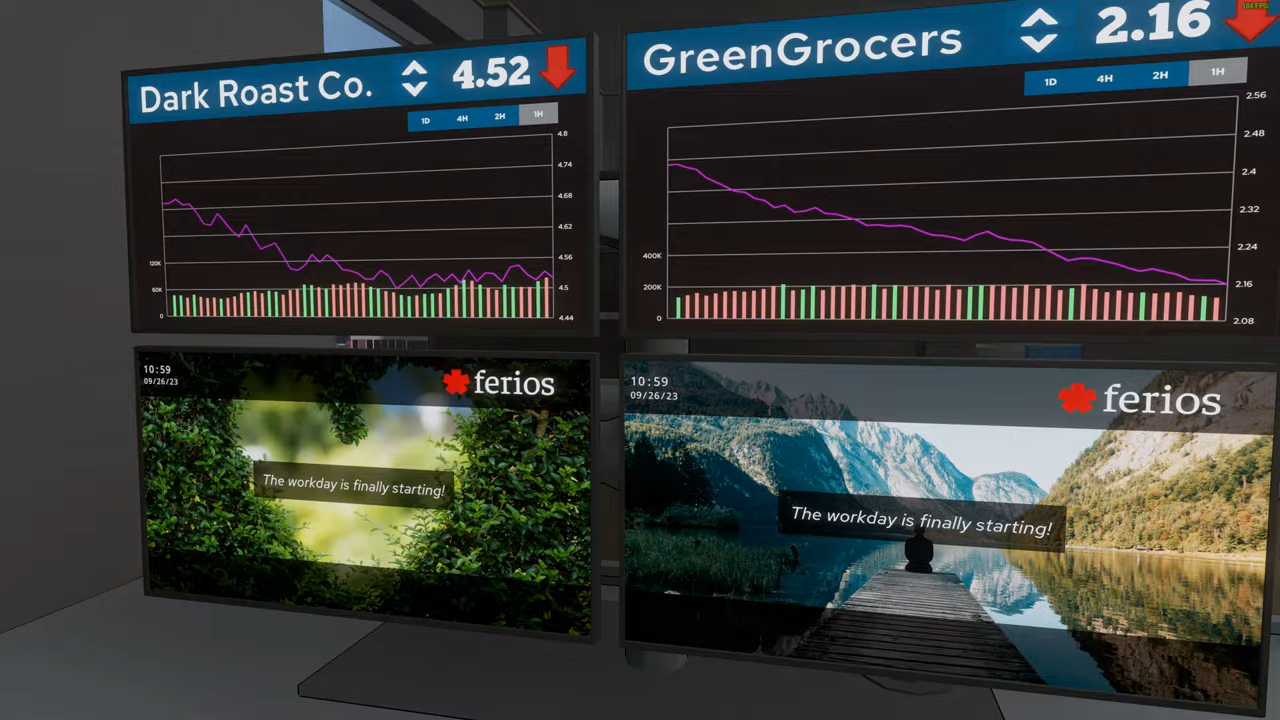 184 FPS
Dark Roast Co. 4.52
1D 4H 2H 1H
4.8
4.74
4.68
4.62
4.56
4.5
4.44
120K
60K
0
GreenGrocers 2.16
1D 4H 2H 1H
2.56
2.48
2.4
2.32
2.24
2.16
2.08
400K
200K
0
10:59
09/26/23
ferios
The workday is finally starting!
10:59
09/26/23
ferios
The workday is finally starting!